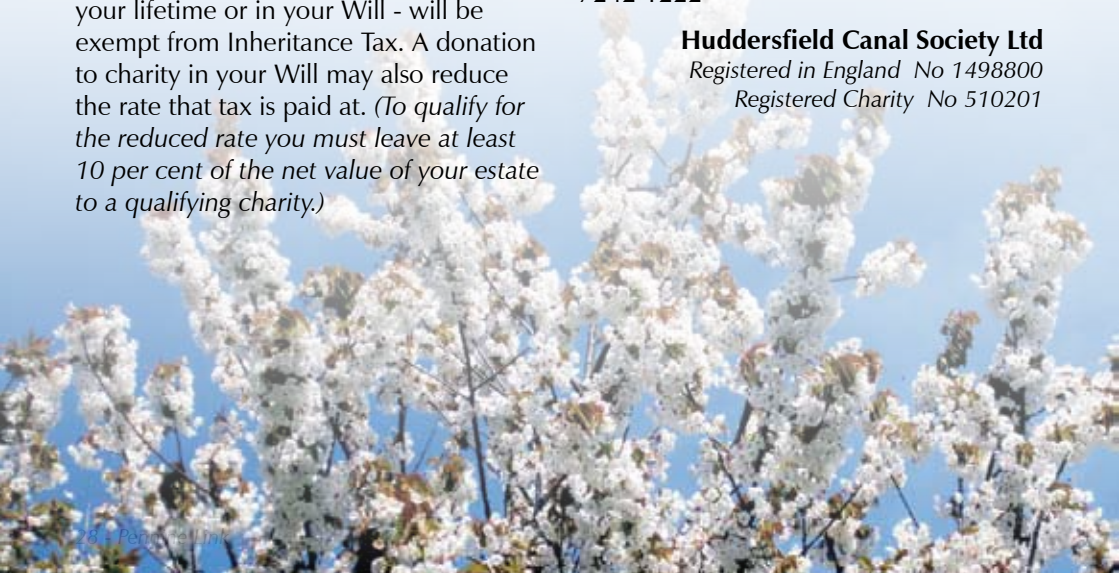 your lifetime or in your Will - will be
exempt from Inheritance Tax. A donation
to charity in your Will may also reduce
the rate that tax is paid at. (To qualify for
the reduced rate you must leave at least
10 per cent of the net value of your estate
to a qualifying charity.)
Huddersfield Canal Society Ltd
Registered in England No 1498800
Registered Charity No 510201
28 - Pennine Link